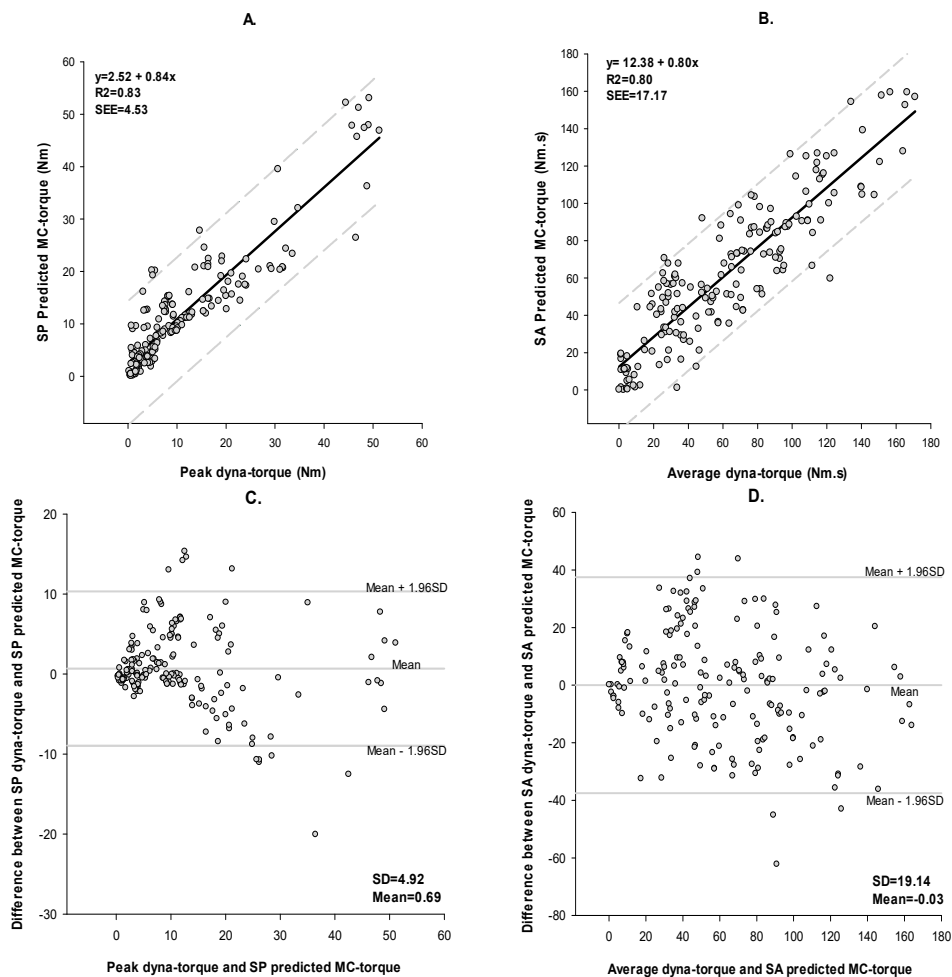 A.
y=2.52 + 0.84x
R2=0.83
SEE=4.53
SP Predicted MC-torque (Nm)
60
50
40
30
20
10
0
0 10 20 30 40 50 60
Peak dyna-torque (Nm)
B.
y= 12.38 + 0.80x
R2=0.80
SEE=17.17
SA Predicted MC-torque (Nm.s)
180
160
140
120
100
80
60
40
20
0
0 20 40 60 80 100 120 140 160 180
Average dyna-torque (Nm.s)
C.
Difference between SP dyna-torque and SP predicted MC-torque
20
10
0
-10
-20
-30
Mean + 1.96SD
Mean
Mean - 1.96SD
SD=4.92
Mean=0.69
0 10 20 30 40 50 60
Peak dyna-torque and SP predicted MC-torque
D.
Difference between SA dyna-torque and SA predicted MC-torque
60
40
20
0
-20
-40
-60
-80
Mean + 1.96SD
Mean
Mean - 1.96SD
SD=19.14
Mean=-0.03
0 20 40 60 80 100 120 140 160 180
Average dyna-torque and SA predicted MC-torque